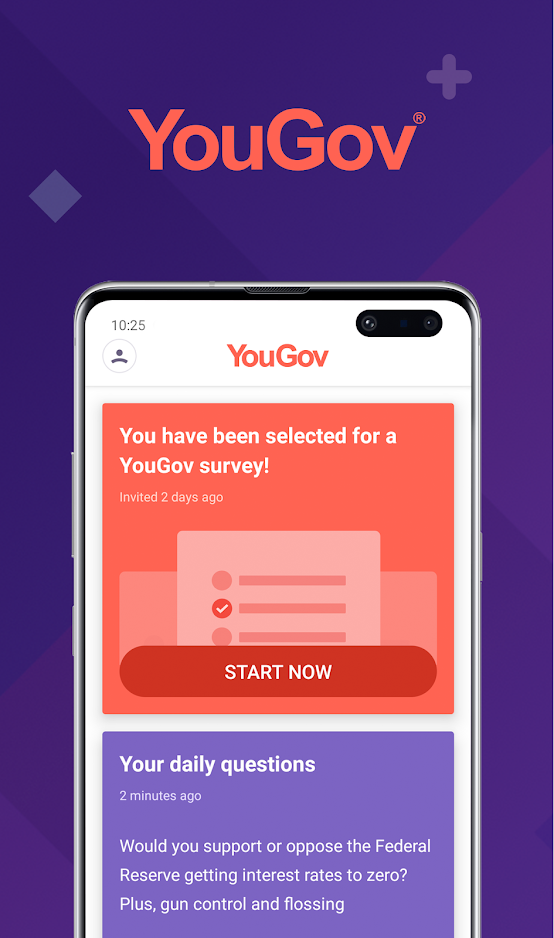 YouGov®
10:25
YouGov
You have been selected for a
YouGov survey!
Invited 2 days ago
START NOW
Your daily questions
2 minutes ago
Would you support or oppose the Federal
Reserve getting interest rates to zero?
Plus, gun control and flossing